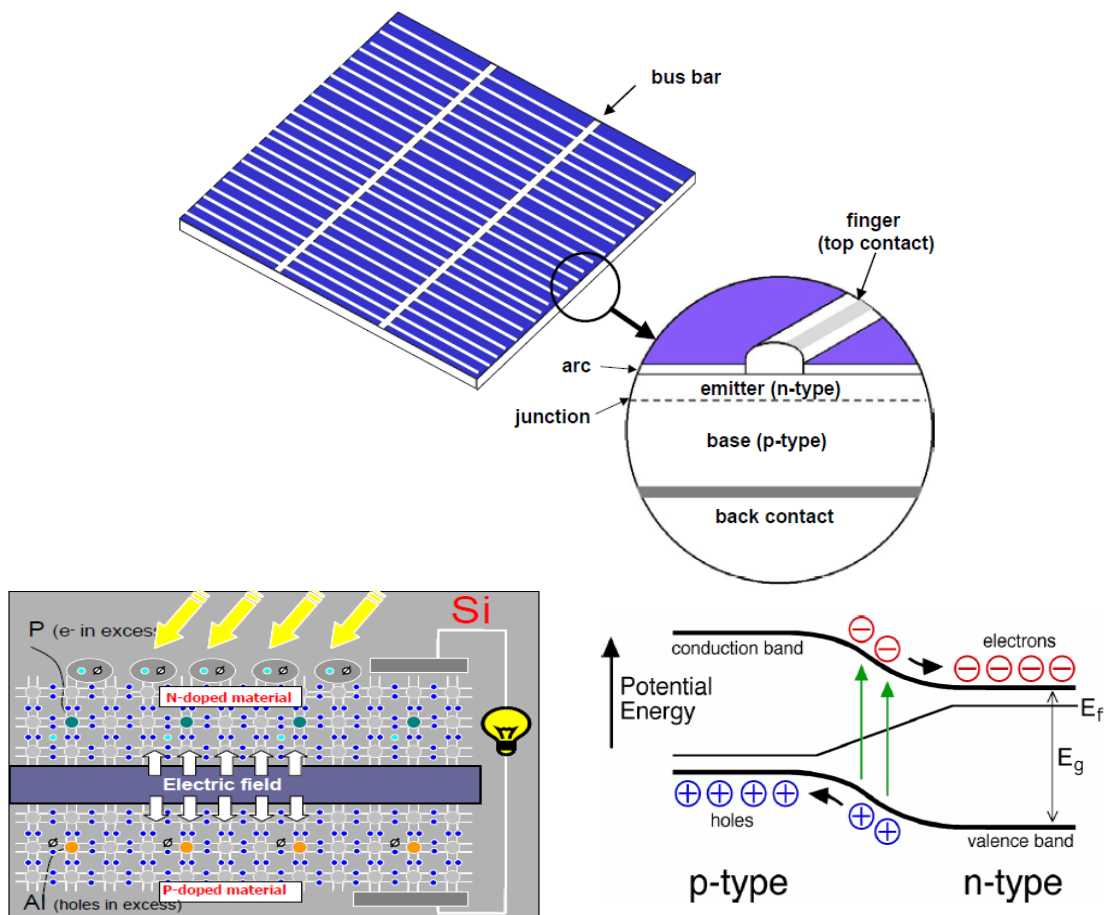 bus bar
finger
(top contact)
arc
emitter (n-type)
junction
base (p-type)
back contact
Si
P (e- in excess)
N-doped material
Electric field
P-doped material
Al (holes in excess)
conduction band
electrons
Potential
Energy
Ef
Eg
holes
valence band
p-type
n-type